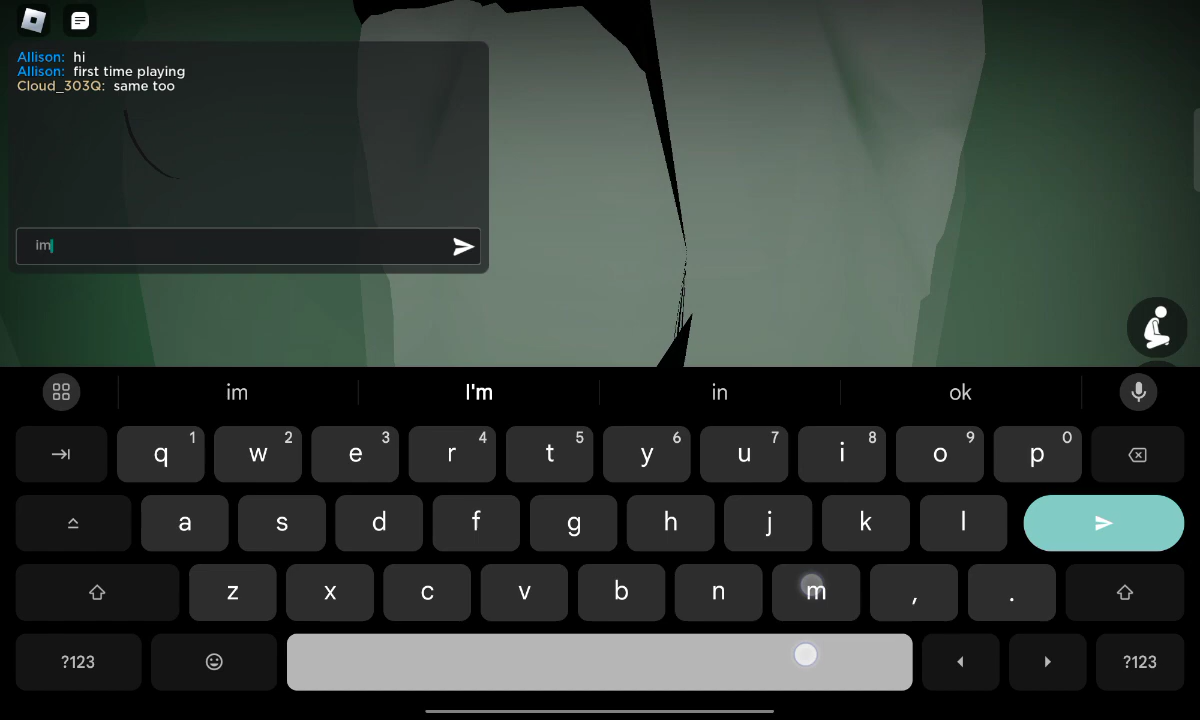 Allison: hi
Allison: first time playing
Cloud_303Q: same too
im
im I'm in ok
q 1 w 2 e 3 r 4 t 5 y 6 u 7 i 8 o 9 p 0
a s d f g h j k l
z x c v b n m , .
?123 ?123